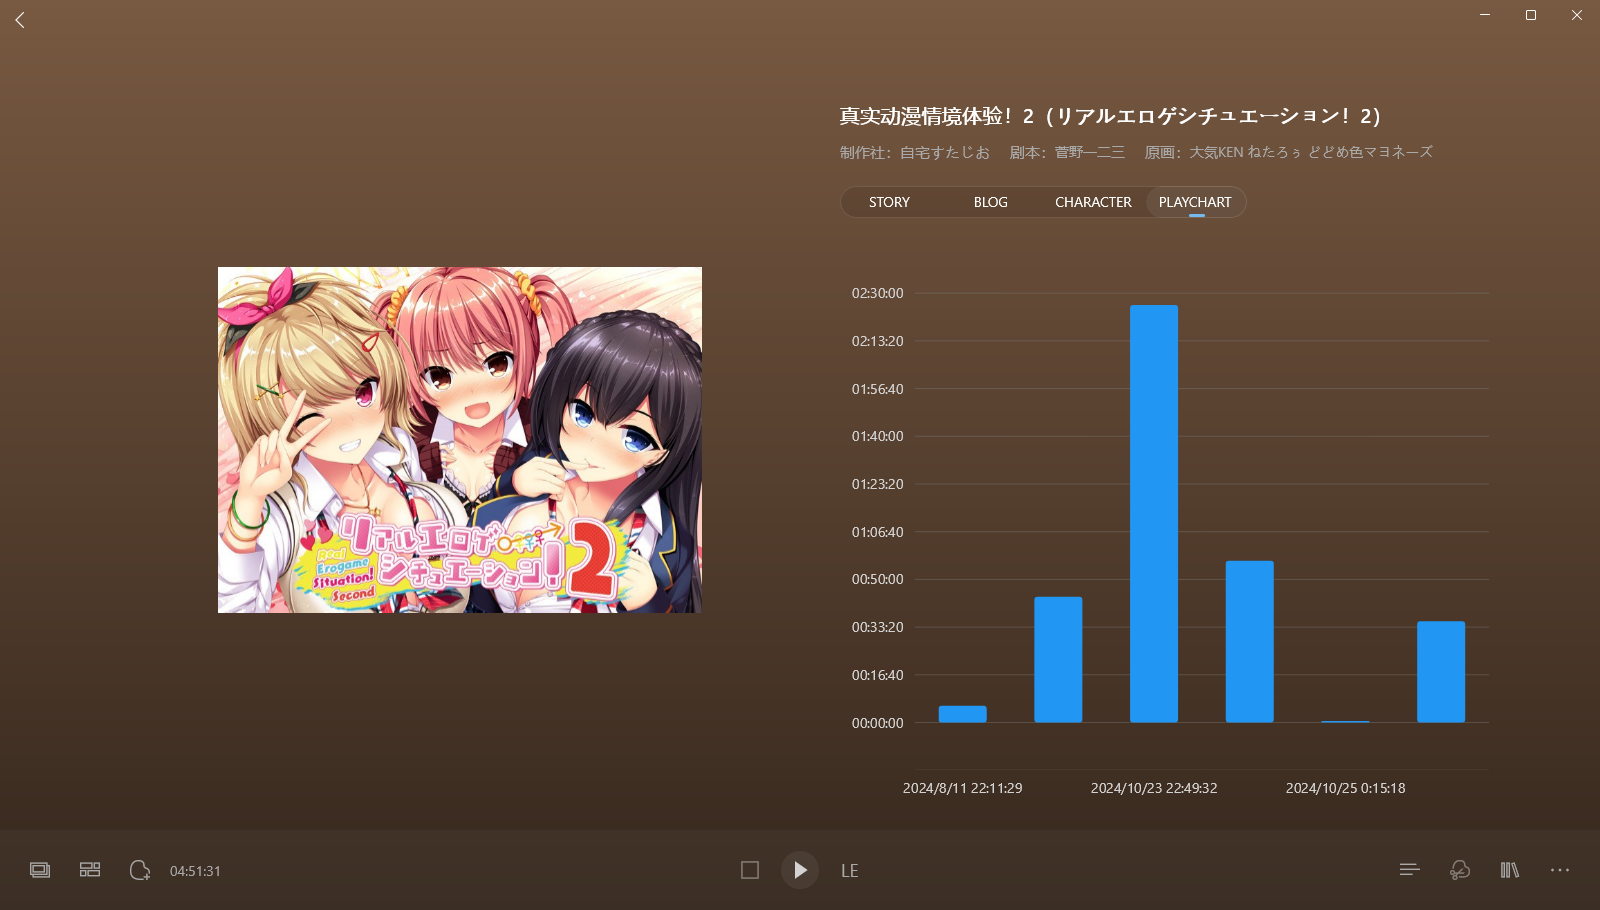 真实动漫情境体验！2（リアルエロゲシチュエーション！2）
制作社：自宅すたじお 剧本：菅野一二三 原画：大気KEN ねたろぅ どどめ色マヨネーズ
STORY BLOG CHARACTER PLAYCHART
リアルエロゲ
シチュエーション！2
Real
Erogame
Situation!
Second
02:30:00
02:13:20
01:56:40
01:40:00
01:23:20
01:06:40
00:50:00
00:33:20
00:16:40
00:00:00
2024/8/11 22:11:29 2024/10/23 22:49:32 2024/10/25 0:15:18
04:51:31 LE